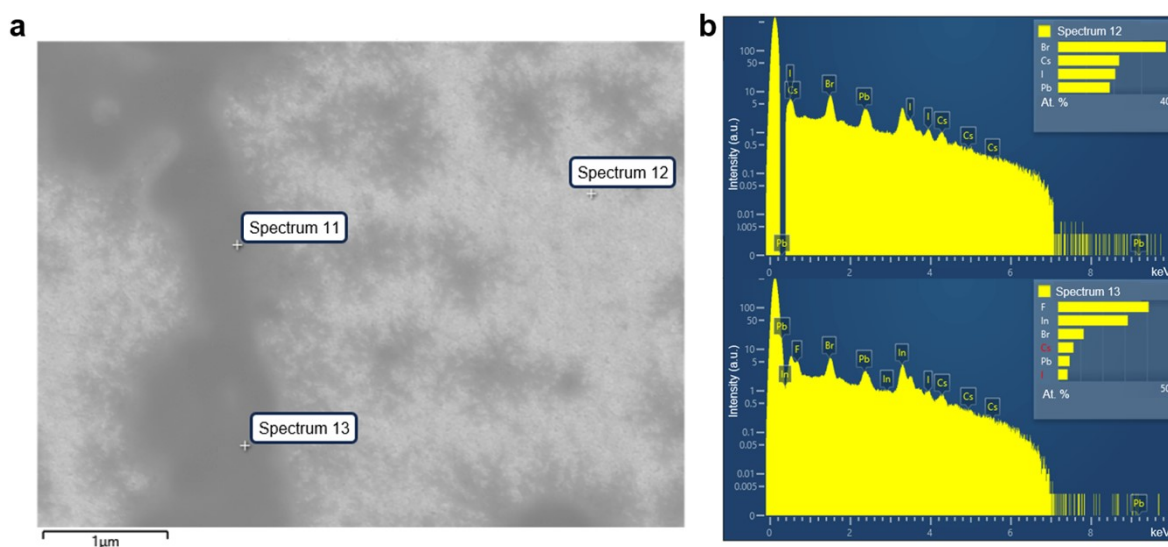 a
Spectrum 12
Spectrum 11
Spectrum 13
1μm
b
Spectrum 12
Br
Cs
I
Pb
At. %
40
Intensity (a.u.)
100
50
10
5
1
0.5
0.1
0.05
0.01
0.005
0
I
Cs
Br
Pb
I
I
Cs
Cs
Cs
Pb
Pb
0
2
4
6
8
keV
Spectrum 13
F
In
Br
Cs
Pb
I
At. %
50
Intensity (a.u.)
100
50
10
5
1
0.5
0.1
0.05
0.01
0.005
0
Pb
In
F
Br
Pb
In
In
I
Cs
Cs
Cs
Pb
0
2
4
6
8
keV